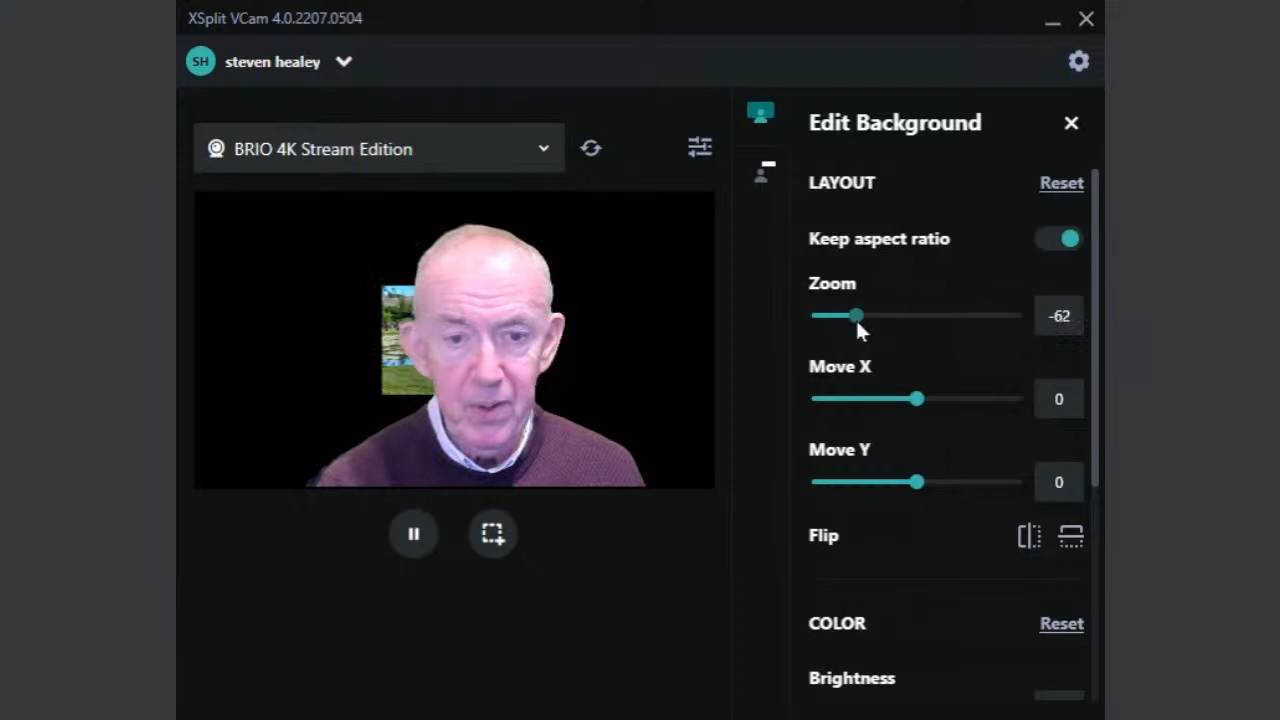 XSplit VCam 4.0.2207.0504
SH
steven healey
BRIO 4K Stream Edition
Edit Background
LAYOUT
Reset
Keep aspect ratio
Zoom
-62
Move X
0
Move Y
0
Flip
COLOR
Reset
Brightness